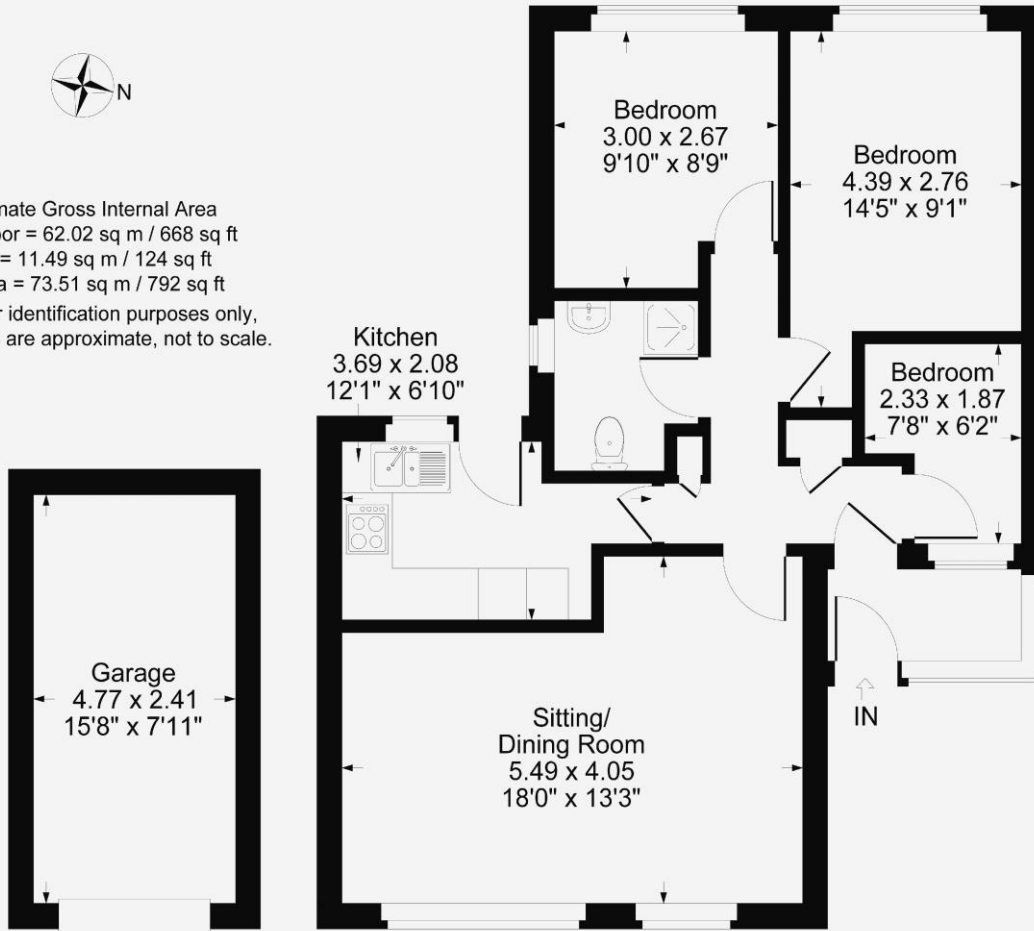 N
mate Gross Internal Area
or = 62.02 sq m / 668 sq ft
= 11.49 sq m / 124 sq ft
a = 73.51 sq m / 792 sq ft
r identification purposes only,
s are approximate, not to scale.
Bedroom
3.00 x 2.67
9'10" x 8'9"
Bedroom
4.39 x 2.76
14'5" x 9'1"
Kitchen
3.69 x 2.08
12'1" x 6'10"
Bedroom
2.33 x 1.87
7'8" x 6'2"
Garage
4.77 x 2.41
15'8" x 7'11"
Sitting/
Dining Room
5.49 x 4.05
18'0" x 13'3"
IN